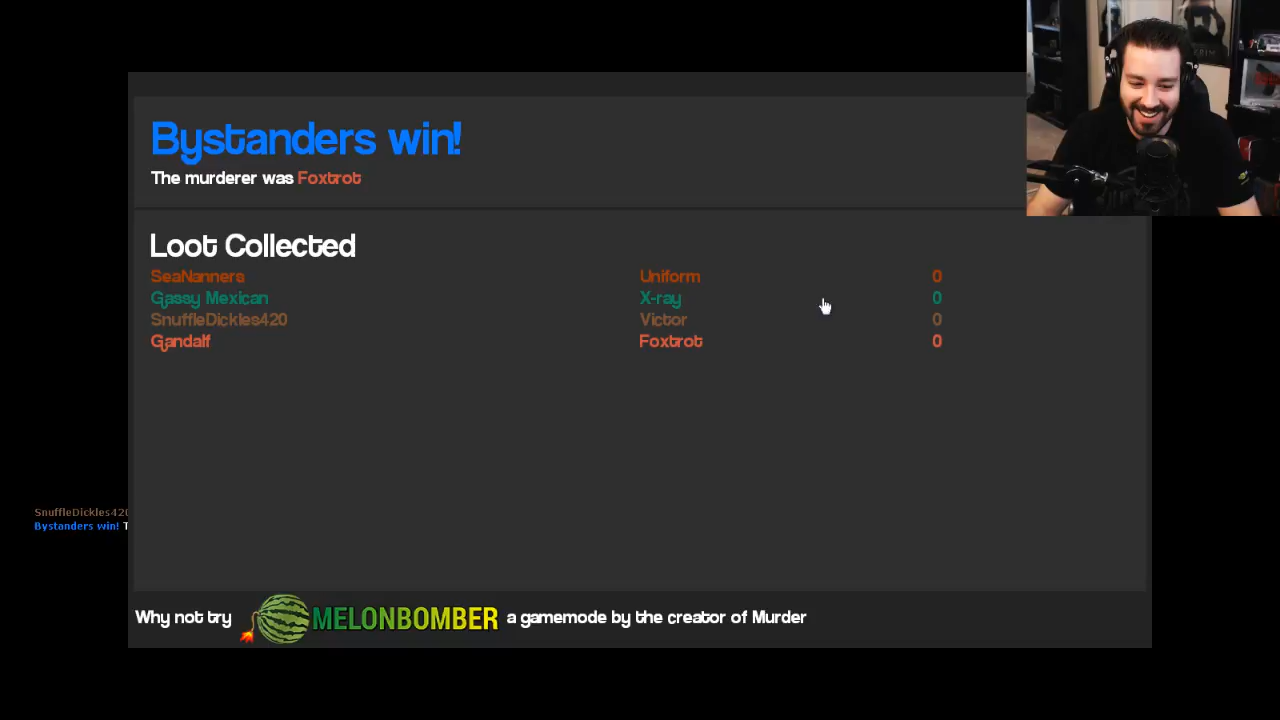 Bystanders win!
The murderer was Foxtrot
Loot Collected
SeaNanners Uniform 0
Gassy Mexican X-ray 0
SnuffleDickles420 Victor 0
Gandalf Foxtrot 0
SnuffleDickles420
Bystanders win! T
Why not try MELONBOMBER a gamemode by the creator of Murder